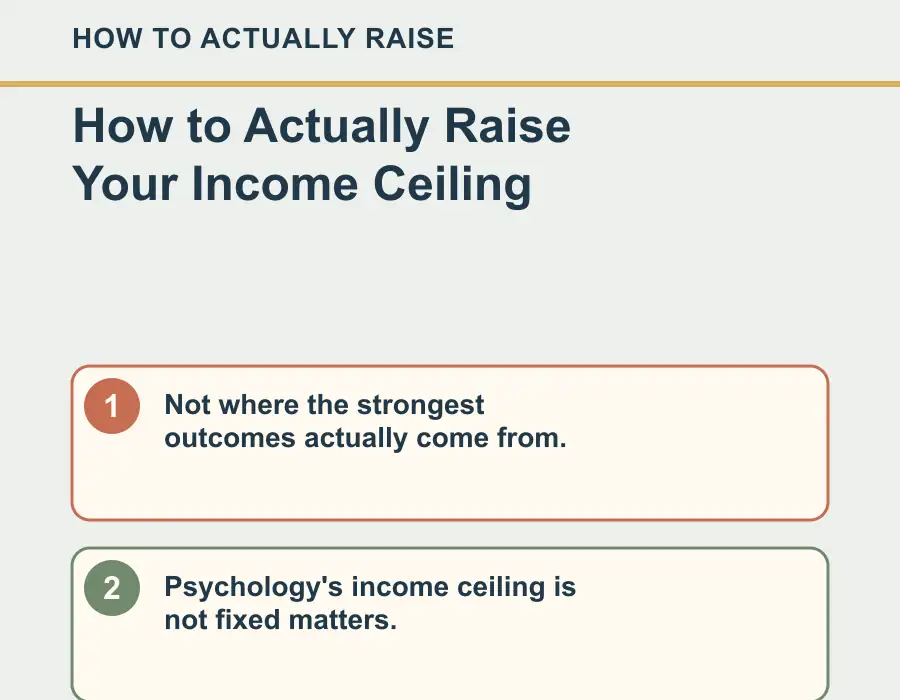 HOW TO ACTUALLY RAISE
How to Actually Raise
Your Income Ceiling
1
Not where the strongest
outcomes actually come from.
2
Psychology's income ceiling is
not fixed matters.